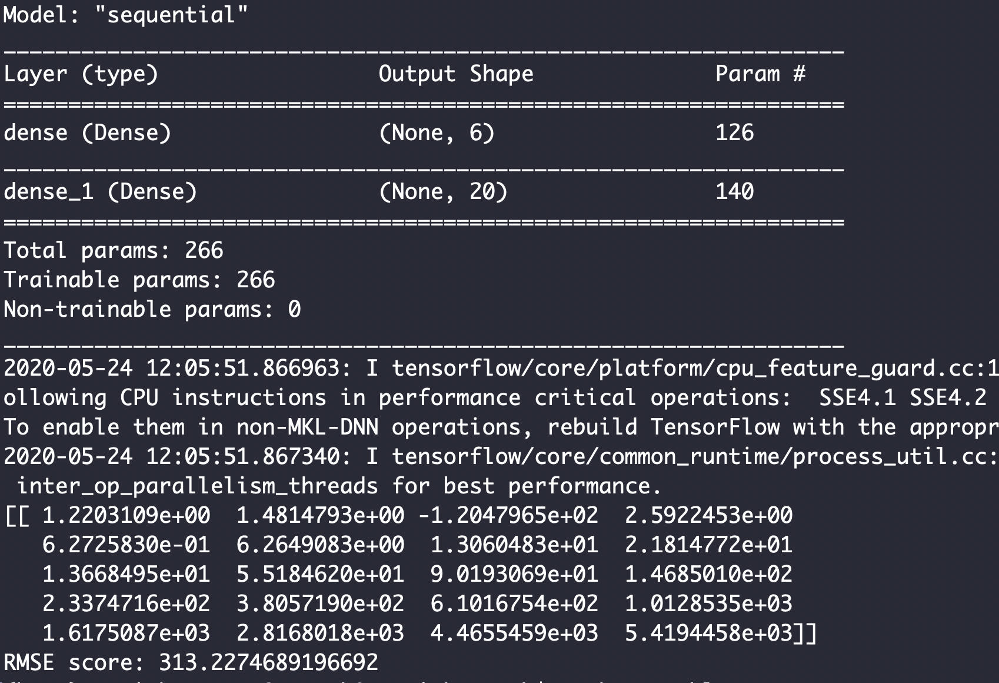 Model: "sequential"
_________________________________________________________________
Layer (type)                 Output Shape              Param #
=================================================================
dense (Dense)                (None, 6)                 126
_________________________________________________________________
dense_1 (Dense)              (None, 20)                140
=================================================================
Total params: 266
Trainable params: 266
Non-trainable params: 0
_________________________________________________________________
2020-05-24 12:05:51.866963: I tensorflow/core/platform/cpu_feature_guard.cc:1
ollowing CPU instructions in performance critical operations:  SSE4.1 SSE4.2
To enable them in non-MKL-DNN operations, rebuild TensorFlow with the appropr
2020-05-24 12:05:51.867340: I tensorflow/core/common_runtime/process_util.cc:
 inter_op_parallelism_threads for best performance.
[[ 1.2203109e+00  1.4814793e+00 -1.2047965e+02  2.5922453e+00
   6.2725830e-01  6.2649083e+00  1.3060483e+01  2.1814772e+01
   1.3668495e+01  5.5184620e+01  9.0193069e+01  1.4685010e+02
   2.3374716e+02  3.8057190e+02  6.1016754e+02  1.0128535e+03
   1.6175087e+03  2.8168018e+03  4.4655459e+03  5.4194458e+03]]
RMSE score: 313.2274689196692